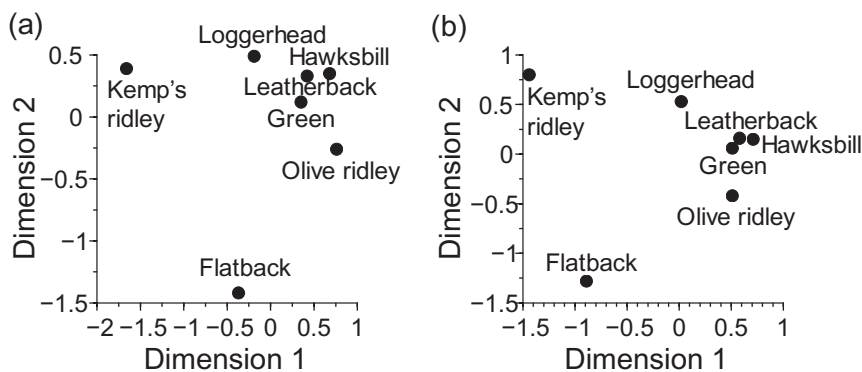 (a)
0.5
0
−0.5
−1
−1.5
Dimension 2
Loggerhead
Hawksbill
Kemp's
ridley
Leatherback
Green
Olive ridley
Flatback
−2 −1.5 −1 −0.5 0 0.5 1
Dimension 1
(b)
1
0.5
0
−0.5
−1
−1.5
Dimension 2
Kemp's
ridley
Loggerhead
Leatherback
Hawksbill
Green
Olive ridley
Flatback
−1.5 −1 −0.5 0 0.5 1
Dimension 1